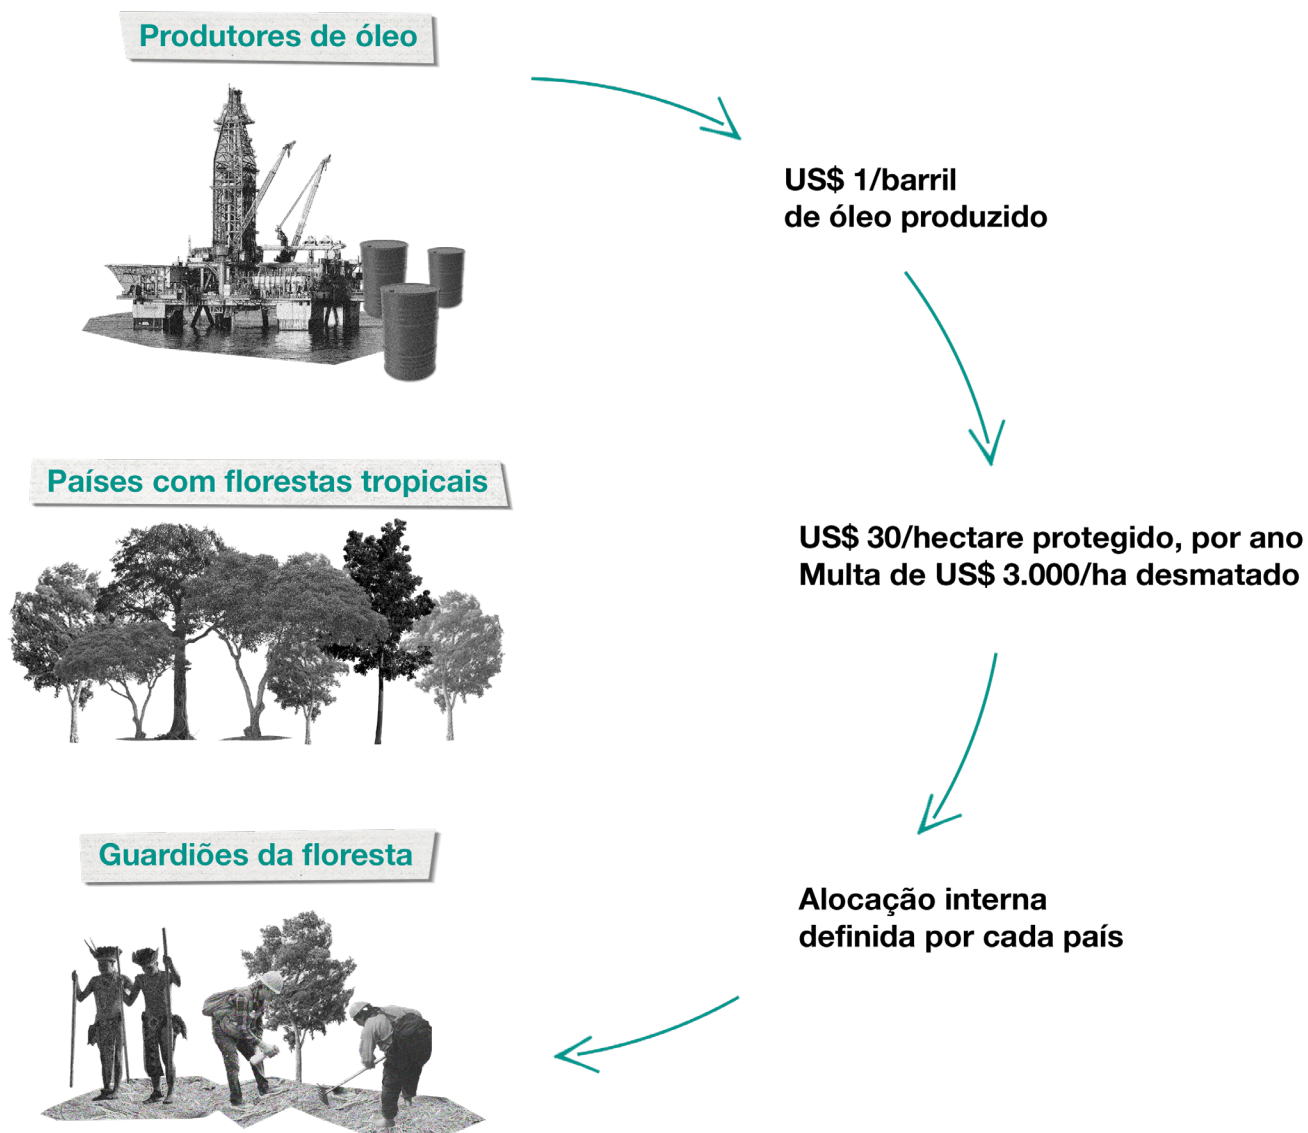 Produtores de óleo
US$ 1/barril
de óleo produzido
Países com florestas tropicais
US$ 30/hectare protegido, por ano
Multa de US$ 3.000/ha desmatado
Guardiões da floresta
Alocação interna
definida por cada país